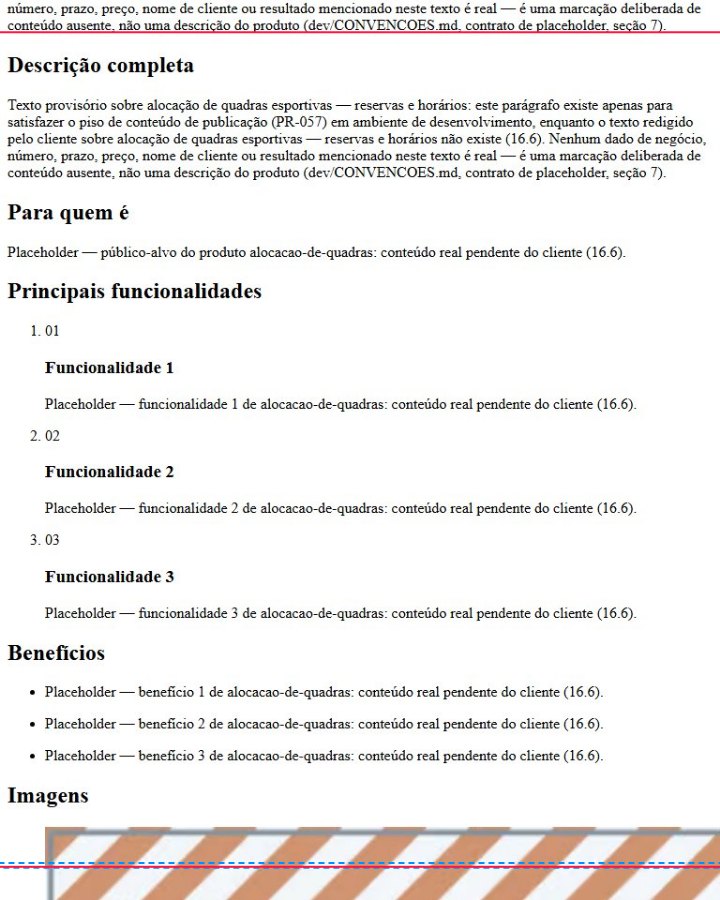 número, prazo, preço, nome de cliente ou resultado mencionado neste texto é real — é uma marcação deliberada de
conteúdo ausente, não uma descrição do produto (dev/CONVENCOES.md, contrato de placeholder, seção 7).
Descrição completa
Texto provisório sobre alocação de quadras esportivas — reservas e horários: este parágrafo existe apenas para
satisfazer o piso de conteúdo de publicação (PR-057) em ambiente de desenvolvimento, enquanto o texto redigido
pelo cliente sobre alocação de quadras esportivas — reservas e horários não existe (16.6). Nenhum dado de negócio,
número, prazo, preço, nome de cliente ou resultado mencionado neste texto é real — é uma marcação deliberada de
conteúdo ausente, não uma descrição do produto (dev/CONVENCOES.md, contrato de placeholder, seção 7).
Para quem é
Placeholder — público-alvo do produto alocacao-de-quadras: conteúdo real pendente do cliente (16.6).
Principais funcionalidades
1. 01
Funcionalidade 1
Placeholder — funcionalidade 1 de alocacao-de-quadras: conteúdo real pendente do cliente (16.6).
2. 02
Funcionalidade 2
Placeholder — funcionalidade 2 de alocacao-de-quadras: conteúdo real pendente do cliente (16.6).
3. 03
Funcionalidade 3
Placeholder — funcionalidade 3 de alocacao-de-quadras: conteúdo real pendente do cliente (16.6).
Benefícios
• Placeholder — benefício 1 de alocacao-de-quadras: conteúdo real pendente do cliente (16.6).
• Placeholder — benefício 2 de alocacao-de-quadras: conteúdo real pendente do cliente (16.6).
• Placeholder — benefício 3 de alocacao-de-quadras: conteúdo real pendente do cliente (16.6).
Imagens